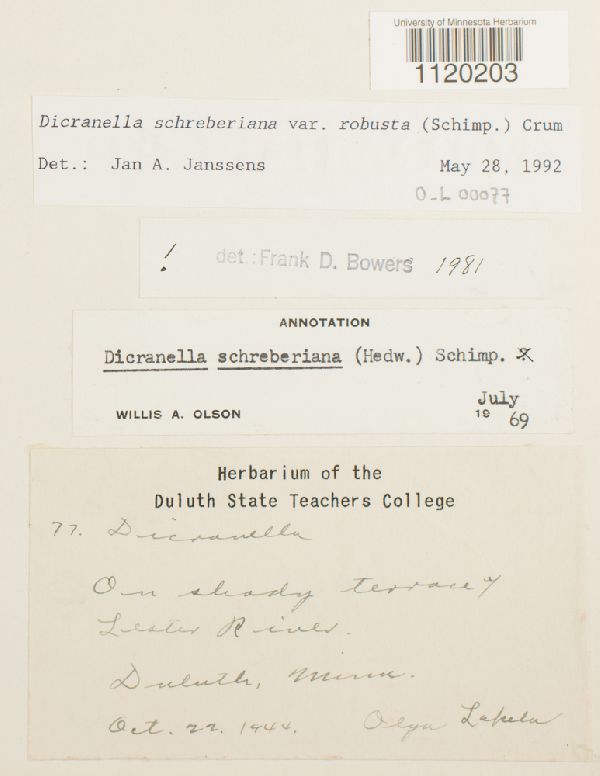 University of Minnesota Herbarium
1120203
Dicranella schreberiana var. robusta (Schimp.) Crum
Det.: Jan A. Janssens May 28, 1992
O-L 00077
! det.: Frank D. Bowers 1981
ANNOTATION
Dicranella schreberiana (Hedw.) Schimp.
WILLIS A. OLSON July 19 69
Herbarium of the
Duluth State Teachers College
77. Dicranella
On shady terrace of
Lester River.
Duluth, Minn.
Oct. 22. 1944. Olga Lakela